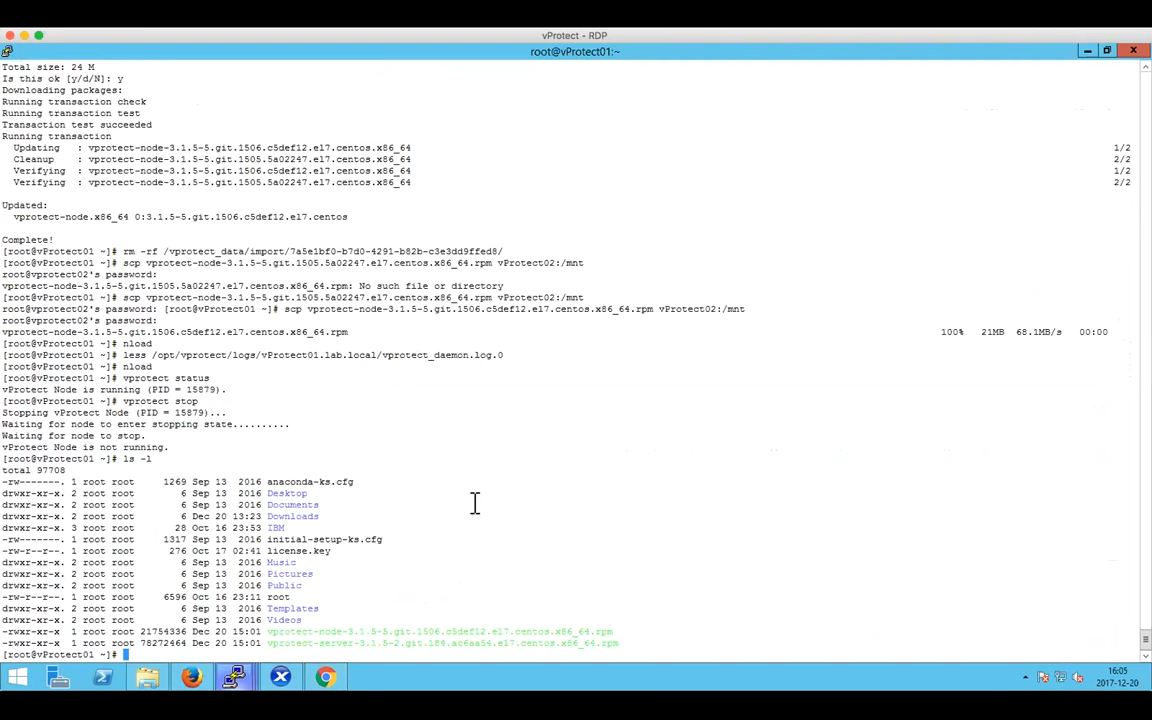 vProtect - RDP
root@vProtect01:~
Total size: 24 M
Is this ok [y/d/N]: y
Downloading packages:
Running transaction check
Running transaction test
Transaction test succeeded
Running transaction
Updating : vprotect-node-3.1.5-5.git.1506.c5def12.el7.centos.x86_64 1/2
Cleanup : vprotect-node-3.1.5-5.git.1505.5a02247.el7.centos.x86_64 2/2
Verifying : vprotect-node-3.1.5-5.git.1506.c5def12.el7.centos.x86_64 1/2
Verifying : vprotect-node-3.1.5-5.git.1505.5a02247.el7.centos.x86_64 2/2
Updated:
vprotect-node.x86_64 0:3.1.5-5.git.1506.c5def12.el7.centos
Complete!
[root@vProtect01 ~]# rm -rf /vprotect_data/import/7a5e1bf0-b7d0-4291-b82b-c3e3dd9ffed8/
[root@vProtect01 ~]# scp vprotect-node-3.1.5-5.git.1505.5a02247.el7.centos.x86_64.rpm vProtect02:/mnt
root@vprotect02's password:
vprotect-node-3.1.5-5.git.1505.5a02247.el7.centos.x86_64.rpm: No such file or directory
[root@vProtect01 ~]# scp vprotect-node-3.1.5-5.git.1505.5a02247.el7.centos.x86_64.rpm vProtect02:/mnt
root@vprotect02's password: [root@vProtect01 ~]# scp vprotect-node-3.1.5-5.git.1506.c5def12.el7.centos.x86_64.rpm vProtect02:/mnt
root@vprotect02's password:
vprotect-node-3.1.5-5.git.1506.c5def12.el7.centos.x86_64.rpm 100% 21MB 68.1MB/s 00:00
[root@vProtect01 ~]# nload
[root@vProtect01 ~]# less /opt/vprotect/logs/vProtect01.lab.local/vprotect_daemon.log.0
[root@vProtect01 ~]# nload
[root@vProtect01 ~]# vprotect status
vProtect Node is running (PID = 15879).
[root@vProtect01 ~]# vprotect stop
Stopping vProtect Node (PID = 15879)...
Waiting for node to enter stopping state..........
Waiting for node to stop.
vProtect Node is not running.
[root@vProtect01 ~]# ls -l
total 97708
-rw-------. 1 root root 1269 Sep 13 2016 anaconda-ks.cfg
drwxr-xr-x. 2 root root 6 Sep 13 2016 Desktop
drwxr-xr-x. 2 root root 6 Sep 13 2016 Documents
drwxr-xr-x. 2 root root 6 Dec 20 13:23 Downloads
drwxr-xr-x. 3 root root 28 Oct 16 23:53 IBM
-rw-------. 1 root root 1317 Sep 13 2016 initial-setup-ks.cfg
-rw-r--r--. 1 root root 276 Oct 17 02:41 license.key
drwxr-xr-x. 2 root root 6 Sep 13 2016 Music
drwxr-xr-x. 2 root root 6 Sep 13 2016 Pictures
drwxr-xr-x. 2 root root 6 Sep 13 2016 Public
-rw-r--r--. 1 root root 6596 Oct 16 23:11 root
drwxr-xr-x. 2 root root 6 Sep 13 2016 Templates
drwxr-xr-x. 2 root root 6 Sep 13 2016 Videos
-rwxr-xr-x 1 root root 21754336 Dec 20 15:01 vprotect-node-3.1.5-5.git.1506.c5def12.el7.centos.x86_64.rpm
-rwxr-xr-x 1 root root 78272464 Dec 20 15:01 vprotect-server-3.1.5-2.git.184.ac6aa54.el7.centos.x86_64.rpm
[root@vProtect01 ~]#
16:05
2017-12-20